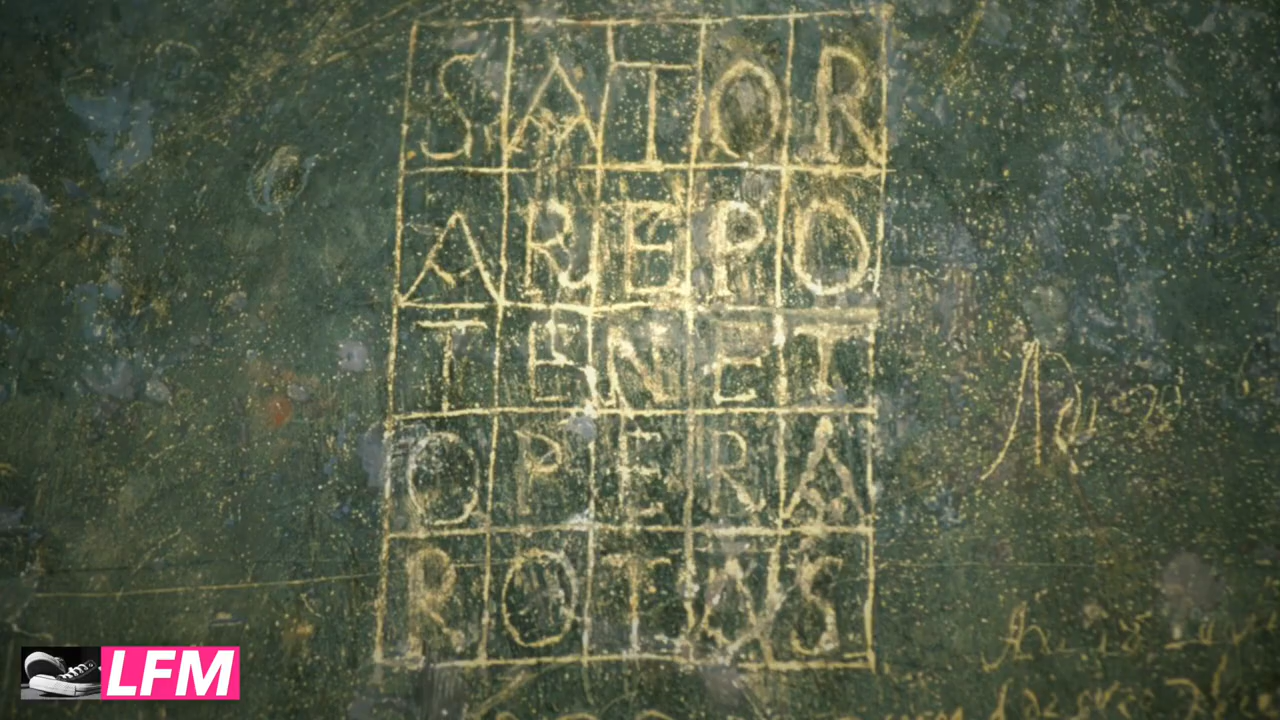 SATOR
AREPO
TENET
OPERA
ROTAS
LFM